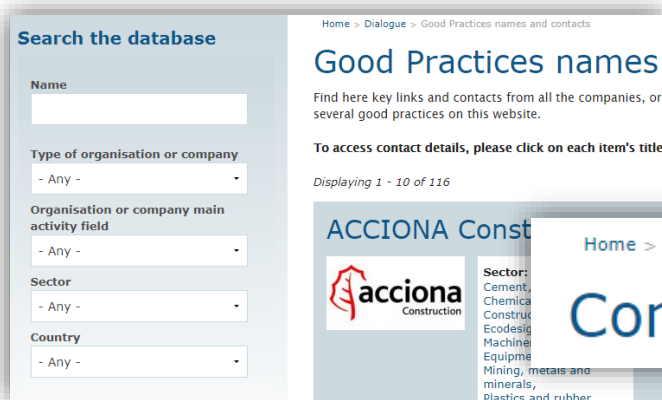 Search the database
Name
Type of organisation or company
- Any -
Organisation or company main
activity field
- Any -
Sector
- Any -
Country
- Any -
Home > Dialogue > Good Practices names and contacts
Good Practices names
Find here key links and contacts from all the companies, or
several good practices on this website.
To access contact details, please click on each item's title
Displaying 1 - 10 of 116
ACCIONA Const
acciona
Construction
Sector:
Cement,
Chemica
Construc
Ecodesig
Machine
Equipme
Mining, metals and
minerals,
Plastics and rubber
Home >
Con